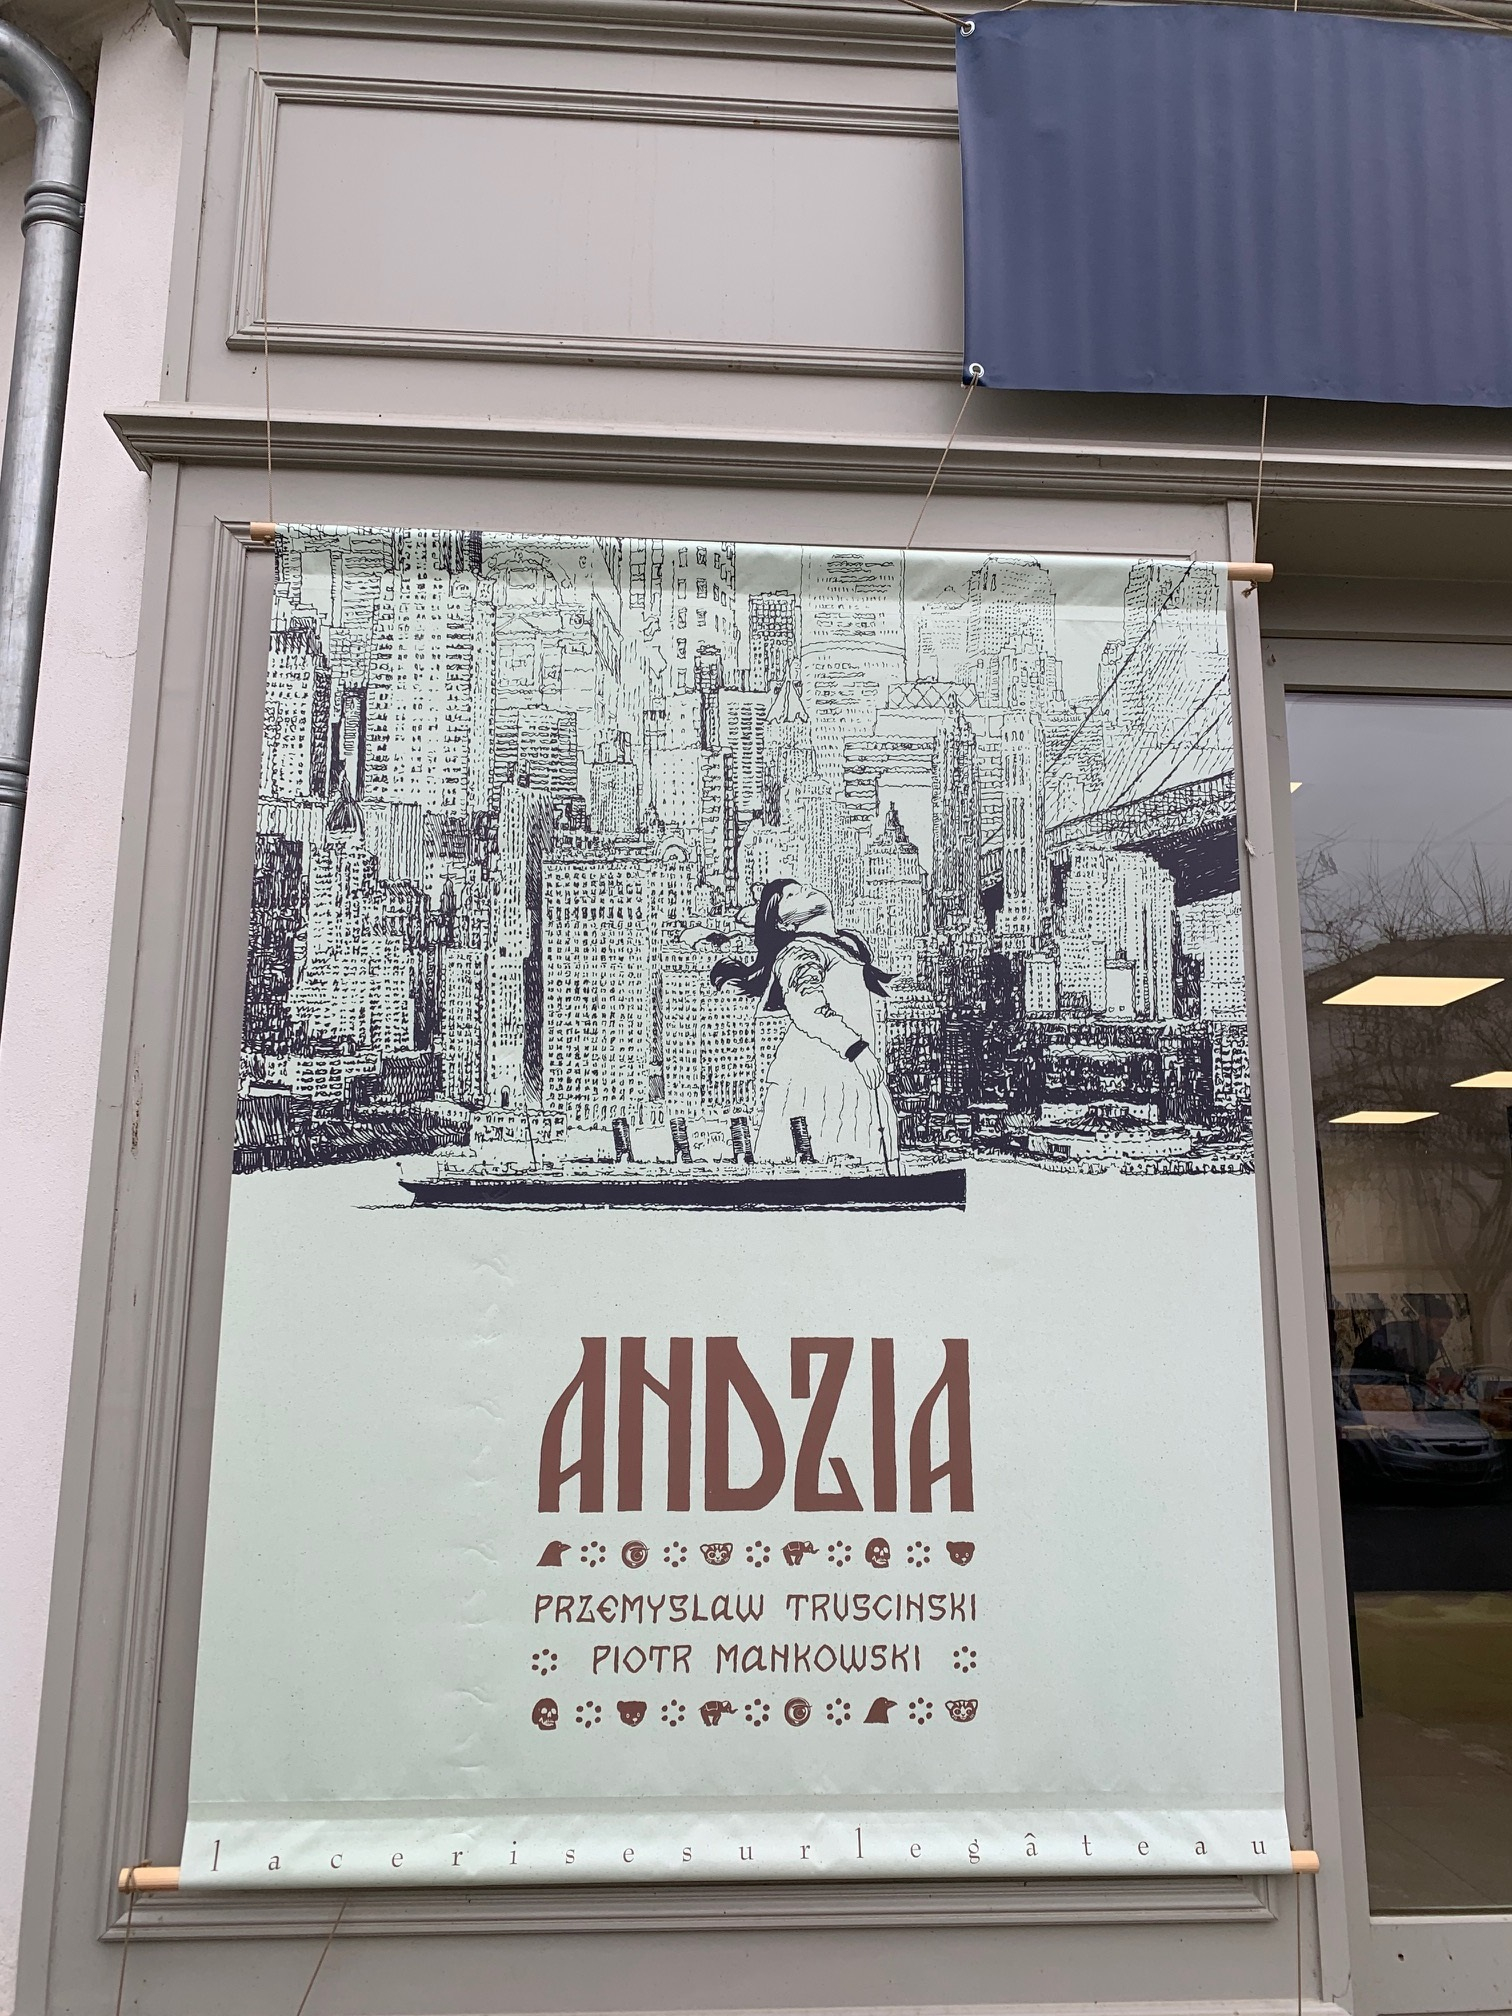 ANDZIA
PRZEMYSLAW TRUSCINSKI
PIOTR MANKOWSKI
lacerisesurlegâteau